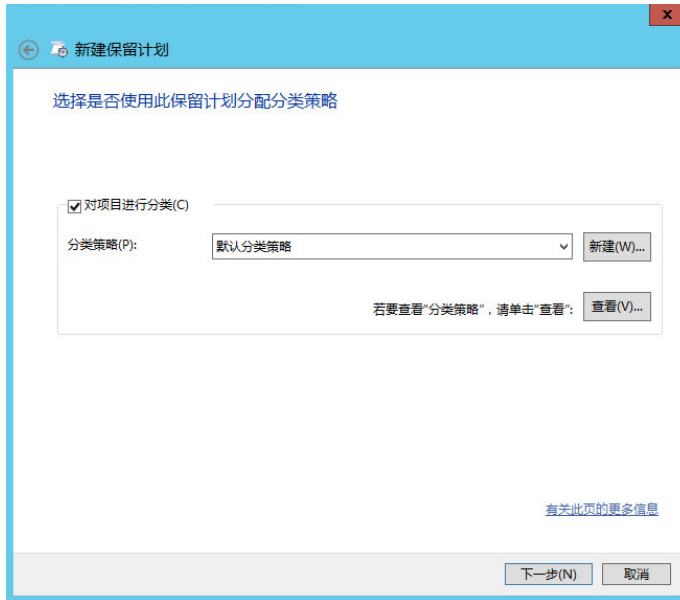 x
新建保留计划
选择是否使用此保留计划分配分类策略
对项目进行分类(C)
分类策略(P): 默认分类策略 新建(W)...
若要查看"分类策略"，请单击"查看": 查看(V)...
有关此页的更多信息
下一步(N) 取消